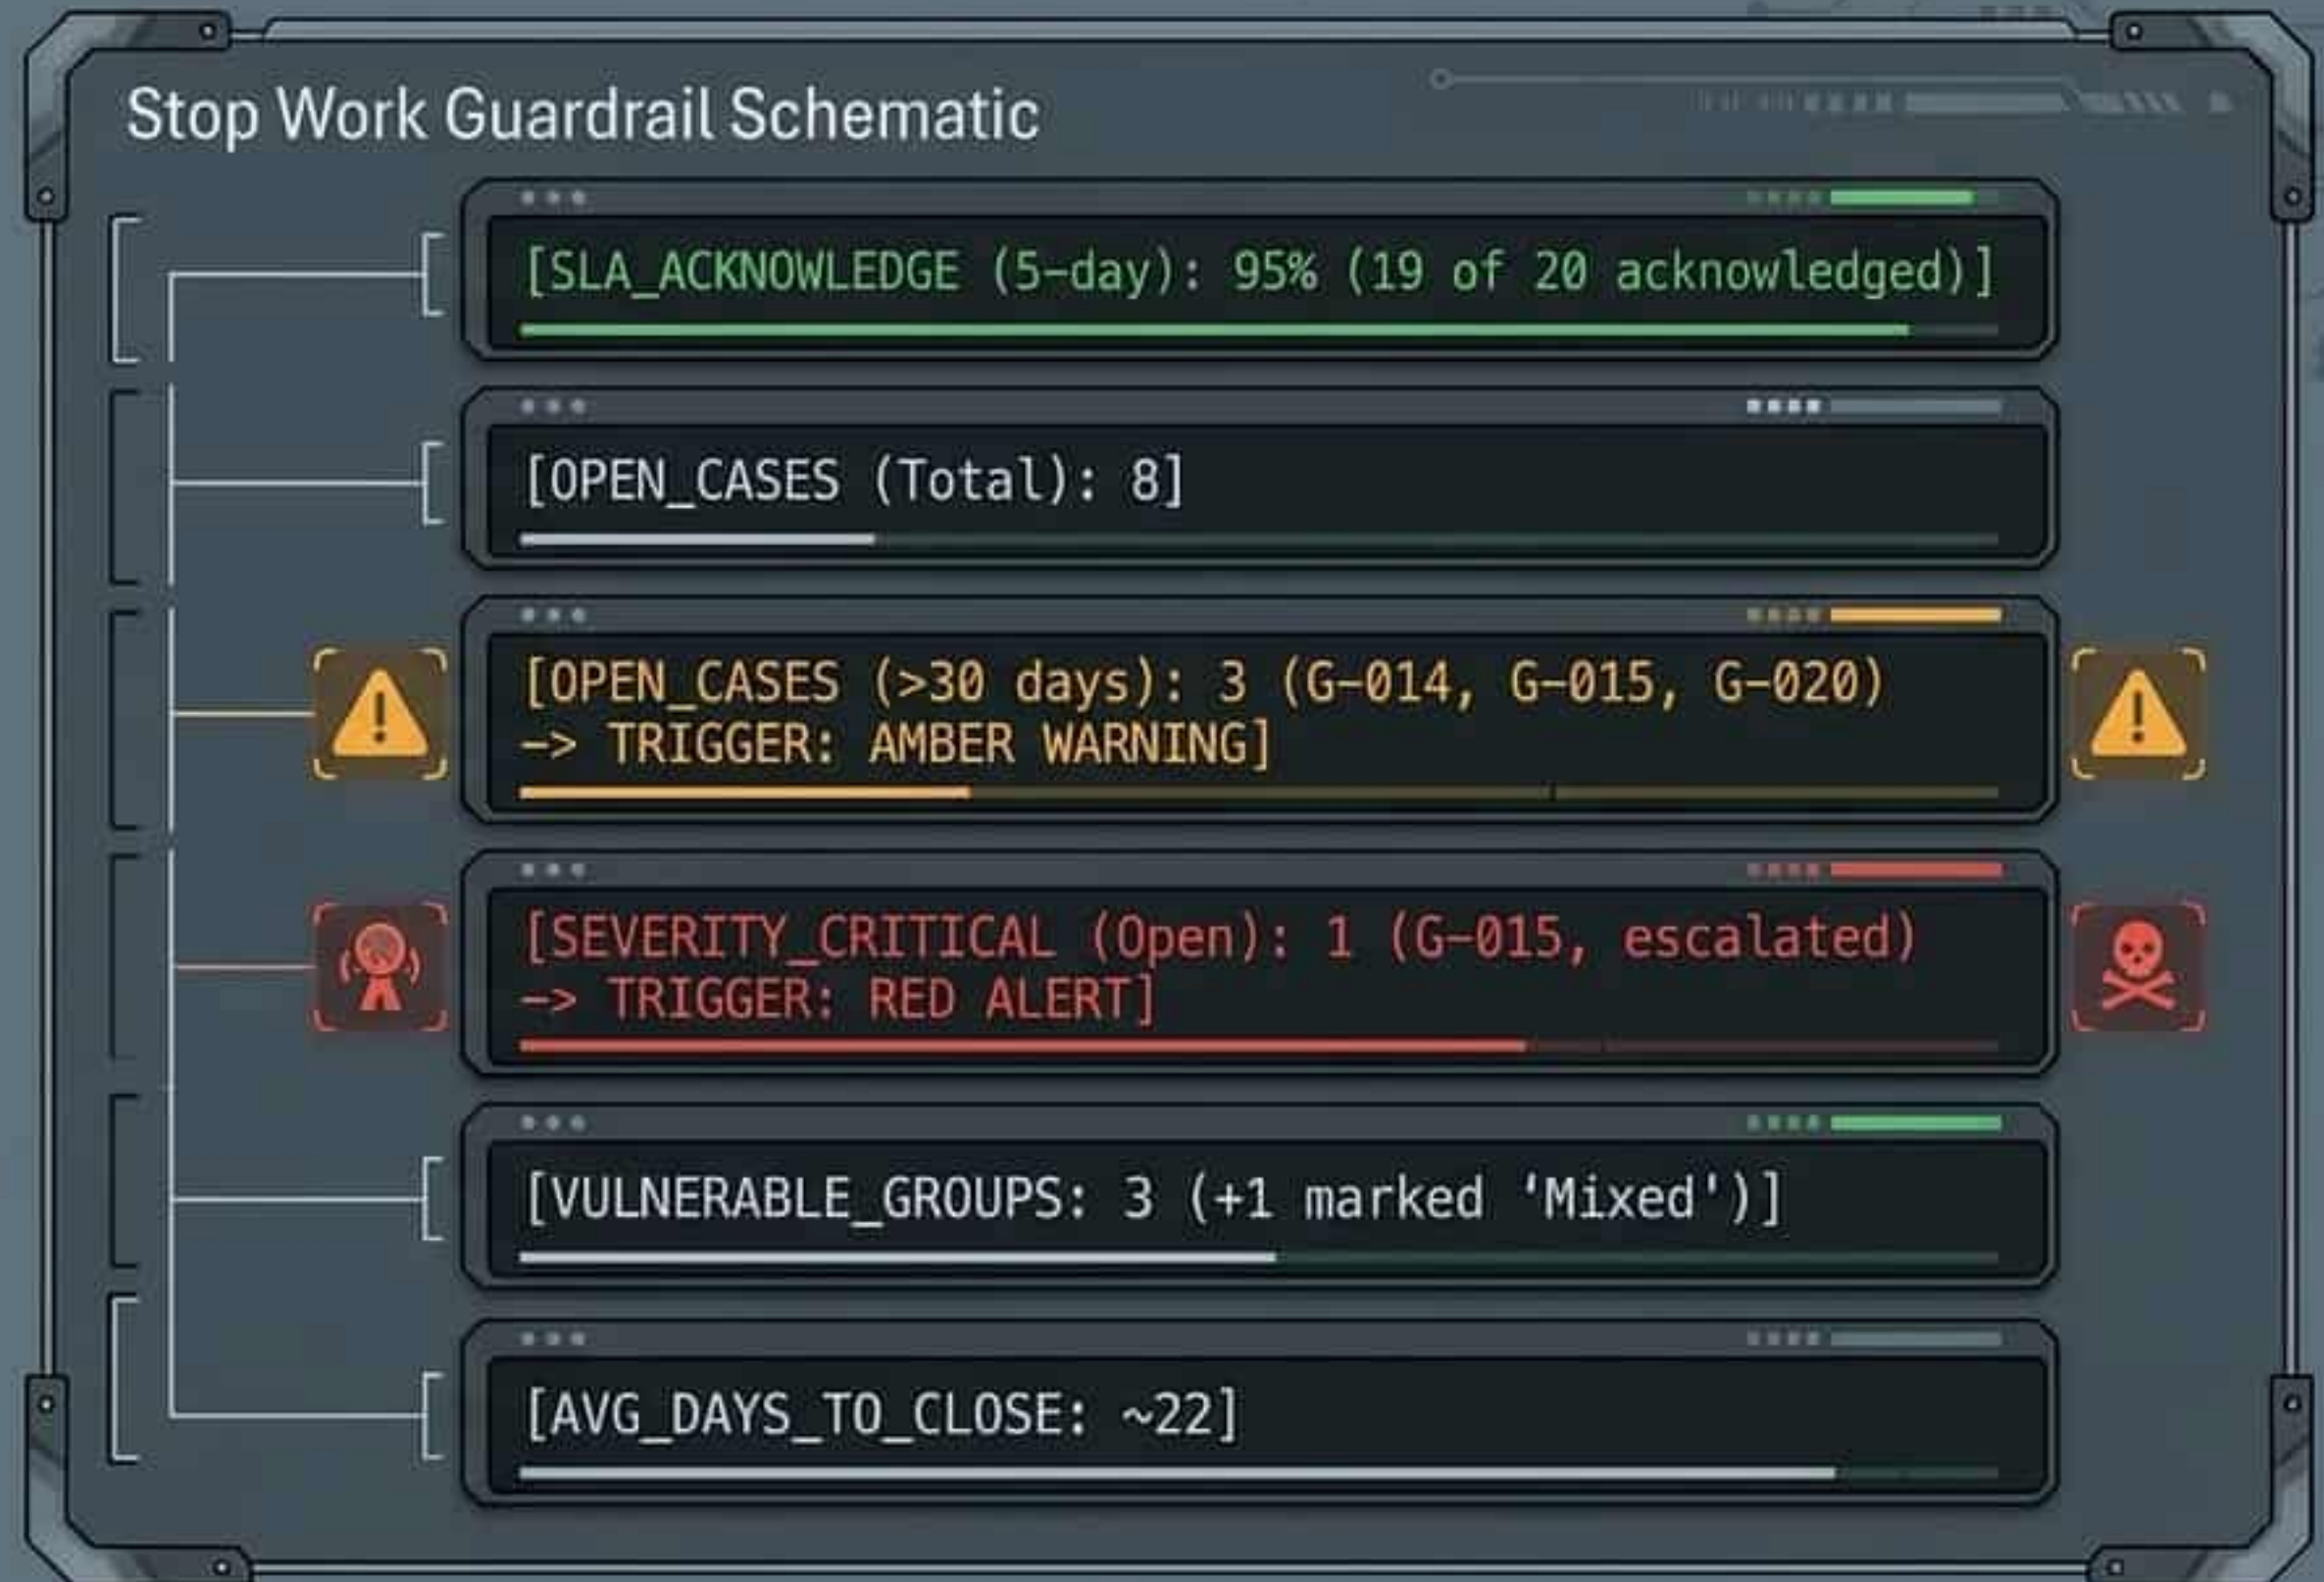 Stop Work Guardrail Schematic
[SLA_ACKNOWLEDGE (5-day): 95% (19 of 20 acknowledged)]
[OPEN_CASES (Total): 8]
[OPEN_CASES (>30 days): 3 (G-014, G-015, G-020)
-> TRIGGER: AMBER WARNING]
[SEVERITY_CRITICAL (Open): 1 (G-015, escalated)
-> TRIGGER: RED ALERT]
[VULNERABLE_GROUPS: 3 (+1 marked ‘Mixed')]
[AVG_DAYS_TO_CLOSE: ~22]